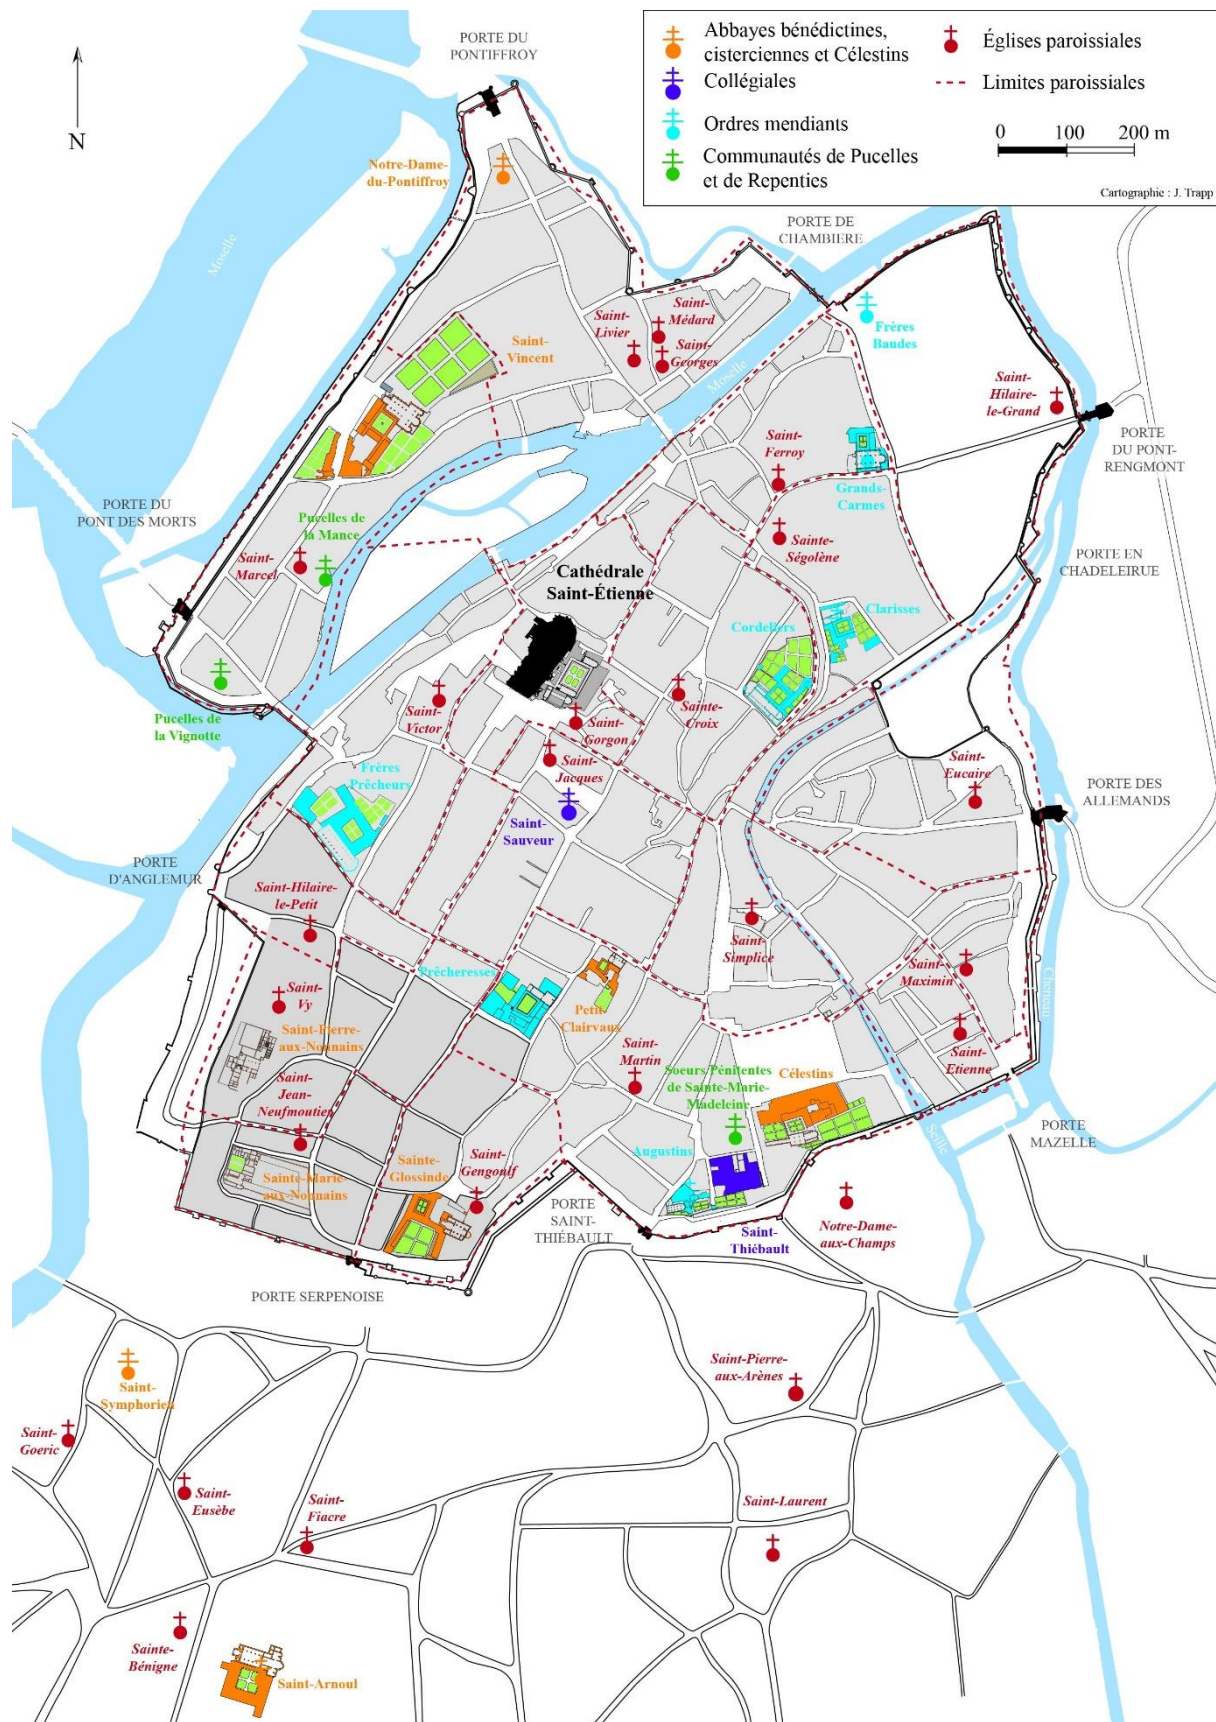 PORTE DU
PONTIFFROY
Abbayes bénédictines,
cisterciennes et Célestins
Collégiales
Ordres mendiants
Communautés de Pucelles
et de Repenties
Églises paroissiales
Limites paroissiales
0 100 200 m
Cartographie : J. Trapp
N
Notre-Dame-
du-Pontiffroy
Moselle
PORTE DE
CHAMBIERE
Saint-
Livier
Saint-
Médard
Saint-
Georges
Saint-
Vincent
Moselle
Frères
Baudes
Saint-
Hilaire-
le-Grand
PORTE
DU PONT-
RENGMONT
Saint-
Ferroy
Grands-
Carmes
PORTE DU
PONT DES MORTS
Pucelles de
la Mance
Saint-
Marcel
Sainte-
Ségolène
PORTE EN
CHADELEIRUE
Cathédrale
Saint-Étienne
Clarisses
Cordeliers
Pucelles de
la Vignotte
Saint-
Victor
Saint-
Gorgon
Sainte-
Croix
Saint-
Jacques
Frères
Prêcheurs
Saint-
Sauveur
Saint-
Eucaire
PORTE DES
ALLEMANDS
PORTE
D'ANGLEMUR
Saint-Hilaire-
le-Petit
Saint-
Simplice
Saint-
Maximin
Cheneau
Prêcheresses
Saint-
Vy
Petit
Clairvaux
Saint-Pierre-
aux-Nonnains
Saint-
Martin
Saint-
Etienne
Saint-
Jean-
Neufmoutier
Soeurs Pénitentes
de Sainte-Marie-
Madeleine
Célestins
Seille
PORTE
MAZELLE
Sainte-Marie-
aux-Nonnains
Sainte-
Glossinde
Saint-
Gengoulf
Augustins
PORTE
SAINT-
THIÉBAULT
Saint-
Thiébault
Notre-Dame-
aux-Champs
PORTE SERPENOISE
Saint-
Symphorien
Saint-Pierre-
aux-Arènes
Saint-
Goeric
Saint-
Eusèbe
Saint-
Fiacre
Saint-Laurent
Sainte-
Bénigne
Saint-Arnoul